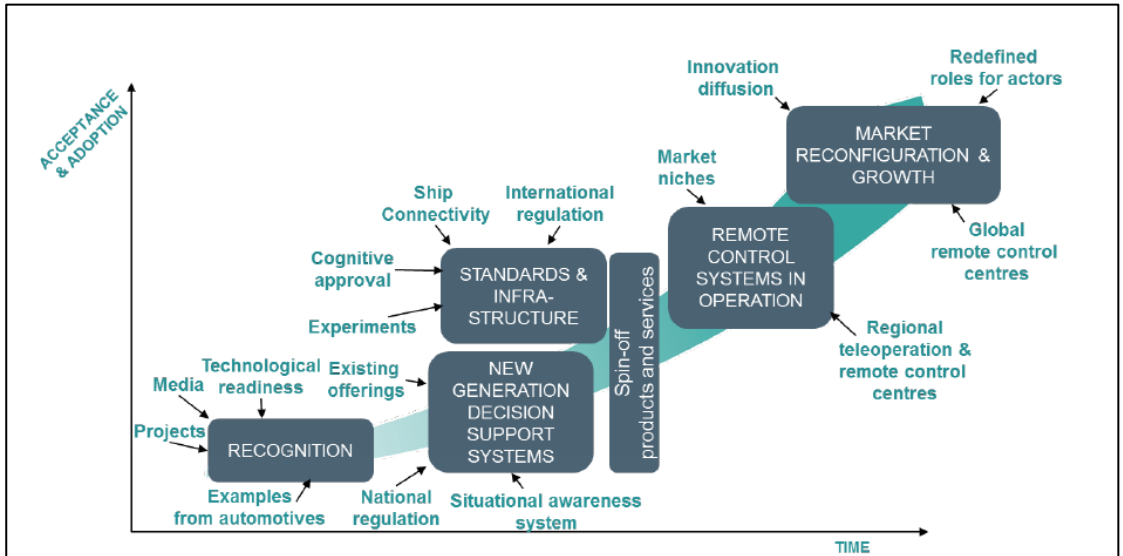 ACCEPTANCE
& ADOPTION
Innovation
diffusion
Redefined
roles for actors
MARKET
RECONFIGURATION &
GROWTH
Global
remote control
centres
Market
niches
REMOTE
CONTROL
SYSTEMS IN
OPERATION
Regional
teleoperation &
remote control
centres
Ship
Connectivity
International
regulation
Cognitive
approval
Experiments
STANDARDS &
INFRA-
STRUCTURE
Spin-off
products and services
Existing
offerings
NEW
GENERATION
DECISION
SUPPORT
SYSTEMS
National
regulation
Situational awareness
system
Technological
readiness
Media
Projects
RECOGNITION
Examples
from automotives
TIME